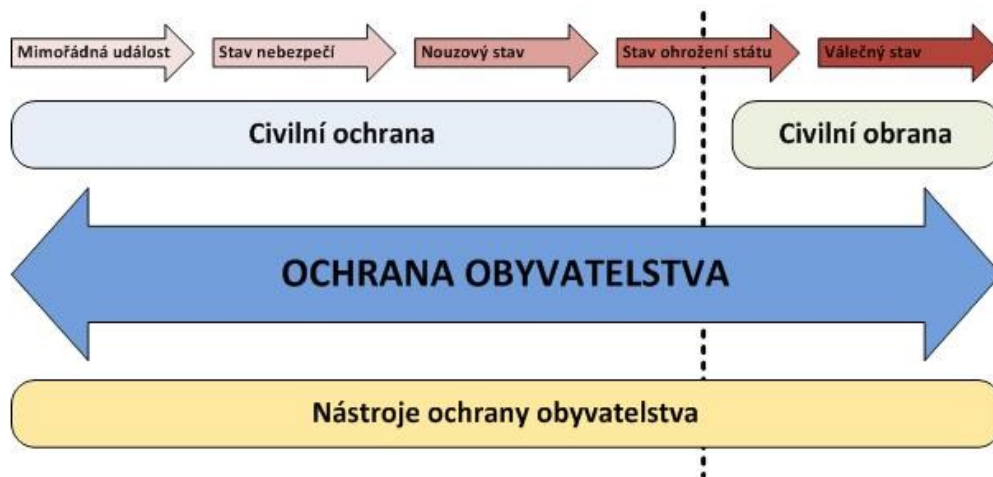 Mimořádná událost
Stav nebezpečí
Nouzový stav
Stav ohrožení státu
Válečný stav
Civilní ochrana
Civilní obrana
OCHRANA OBYVATELSTVA
Nástroje ochrany obyvatelstva